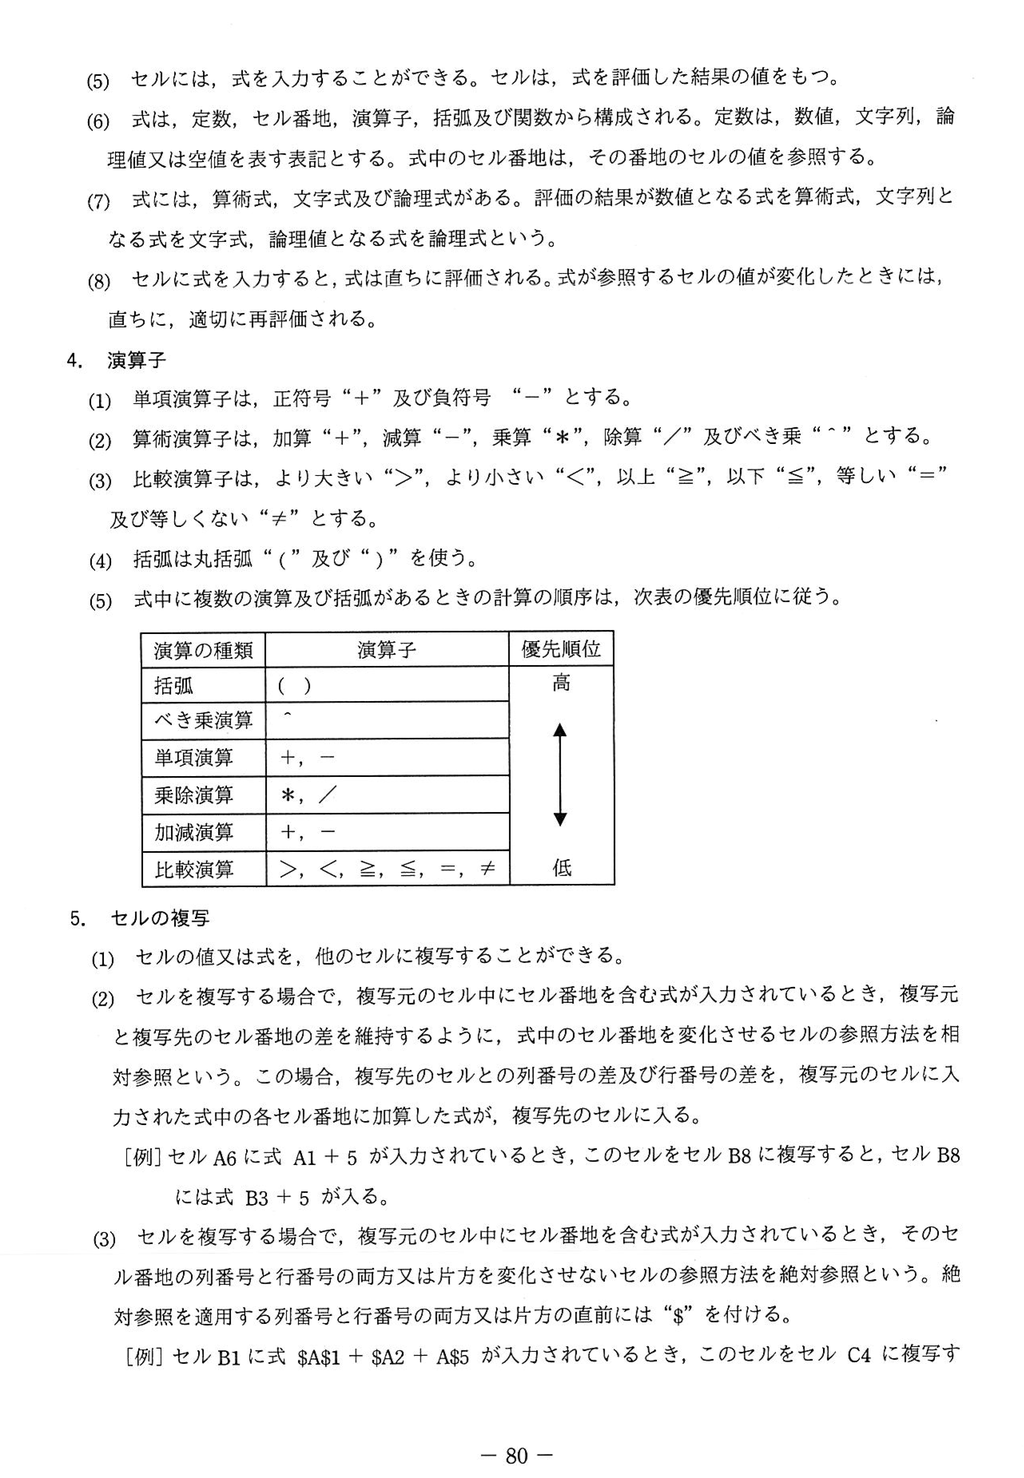 (5) セルには，式を入力することができる。セルは，式を評価した結果の値をもつ。
(6) 式は，定数，セル番地，演算子，括弧及び関数から構成される。定数は，数値，文字列，論
理値又は空値を表す表記とする。式中のセル番地は，その番地のセルの値を参照する。
(7) 式には，算術式，文字式及び論理式がある。評価の結果が数値となる式を算術式，文字列と
なる式を文字式，論理値となる式を論理式という。
(8) セルに式を入力すると，式は直ちに評価される。式が参照するセルの値が変化したときには，
直ちに，適切に再評価される。
4. 演算子
(1) 単項演算子は，正符号 “＋” 及び負符号 “－” とする。
(2) 算術演算子は，加算 “＋”，減算 “－”，乗算 “＊”，除算 “／” 及びべき乗 “＾” とする。
(3) 比較演算子は，より大きい “＞”，より小さい “＜”，以上 “≧”，以下 “≦”，等しい “＝”
及び等しくない “≠” とする。
(4) 括弧は丸括弧 “(” 及び “)” を使う。
(5) 式中に複数の演算及び括弧があるときの計算の順序は，次表の優先順位に従う。
演算の種類 演算子 優先順位
括弧 ( ) 高
べき乗演算 ＾
単項演算 ＋，－
乗除演算 ＊，／
加減演算 ＋，－
比較演算 ＞，＜，≧，≦，＝，≠ 低
5. セルの複写
(1) セルの値又は式を，他のセルに複写することができる。
(2) セルを複写する場合で，複写元のセル中にセル番地を含む式が入力されているとき，複写元
と複写先のセル番地の差を維持するように，式中のセル番地を変化させるセルの参照方法を相
対参照という。この場合，複写先のセルとの列番号の差及び行番号の差を，複写元のセルに入
力された式中の各セル番地に加算した式が，複写先のセルに入る。
［例］セル A6 に式 A1 + 5 が入力されているとき，このセルをセル B8 に複写すると，セル B8
には式 B3 + 5 が入る。
(3) セルを複写する場合で，複写元のセル中にセル番地を含む式が入力されているとき，そのセ
ル番地の列番号と行番号の両方又は片方を変化させないセルの参照方法を絶対参照という。絶
対参照を適用する列番号と行番号の両方又は片方の直前には “$” を付ける。
［例］セル B1 に式 $A$1 + $A2 + A$5 が入力されているとき，このセルをセル C4 に複写す
－ 80 －